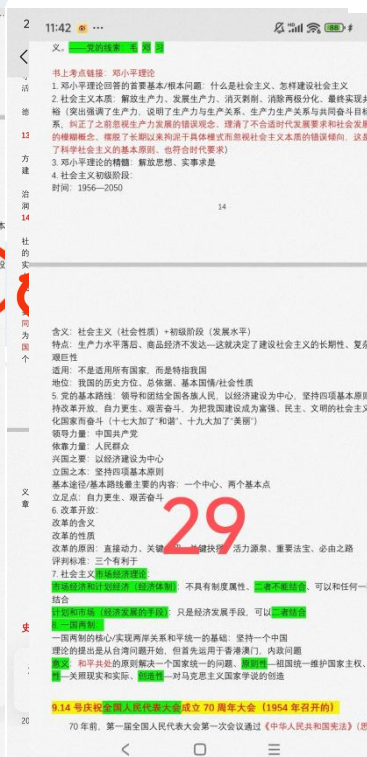 2
11:42
88
义。——党的线索：毛 邓 习
书上考点链接：邓小平理论
1. 邓小平理论回答的首要基本/根本问题：什么是社会主义、怎样建设社会主义
2. 社会主义本质：解放生产力、发展生产力、消灭剥削、消除两极分化、最终实现共
裕（突出强调了生产力，说明了生产力与生产关系、生产力生产关系与共同奋斗目标
系，纠正了之前忽视生产力发展的错误观念、理清了不合适时代发展要求和社会发展
的模糊概念、摆脱了长期以来拘泥于具体模式而忽视社会主义本质的错误倾向，这是
了科学社会主义的基本原则、也符合时代要求）
3. 邓小平理论的精髓：解放思想、实事求是
4. 社会主义初级阶段：
时间：1956—2050
14
含义：社会主义（社会性质）+初级阶段（发展水平）
特点：生产力水平落后、商品经济不发达—这就决定了建设社会主义的长期性、复杂
艰巨性
适用：不是适用所有国家，而是特指我国
地位：我国的历史方位、总依据、基本国情/社会性质
5. 党的基本路线：领导和团结全国各族人民，以经济建设为中心，坚持四项基本原则
持改革开放，自力更生、艰苦奋斗，为把我国建设成为富强、民主、文明的社会主义
化国家而奋斗（十七大加了"和谐"、十九大加了"美丽"）
领导力量：中国共产党
依靠力量：人民群众
兴国之要：以经济建设为中心
立国之本：坚持四项基本原则
基本途径/基本路线最主要的内容：一个中心、两个基本点
立足点：自力更生、艰苦奋斗
6. 改革开放：
改革的含义
改革的性质
改革的原因：直接动力、关键 关键抉择、活力源泉、重要法宝、必由之路
评判标准：三个有利于
29
7. 社会主义市场经济理论：
市场经济和计划经济（经济体制）：不具有制度属性，二者不能结合、可以和任何一
结合
计划和市场（经济发展的手段）：只是经济发展手段，可以二者结合
8. 一国两制：
一国两制的核心/实现两岸关系和平统一的基础：坚持一个中国
理论的提出是从台湾问题开始，但首先运用于香港澳门，内政问题
意义：和平共处的原则解决一个国家统一的问题、原则性—祖国统一维护国家主权、
性—关照现实和实际、创造性—对马克思主义国家学说的创造
9.14 号庆祝全国人民代表大会成立 70 周年大会（1954 年召开的）
70 年前，第一届全国人民代表大会第一次会议通过《中华人民共和国宪法》（思